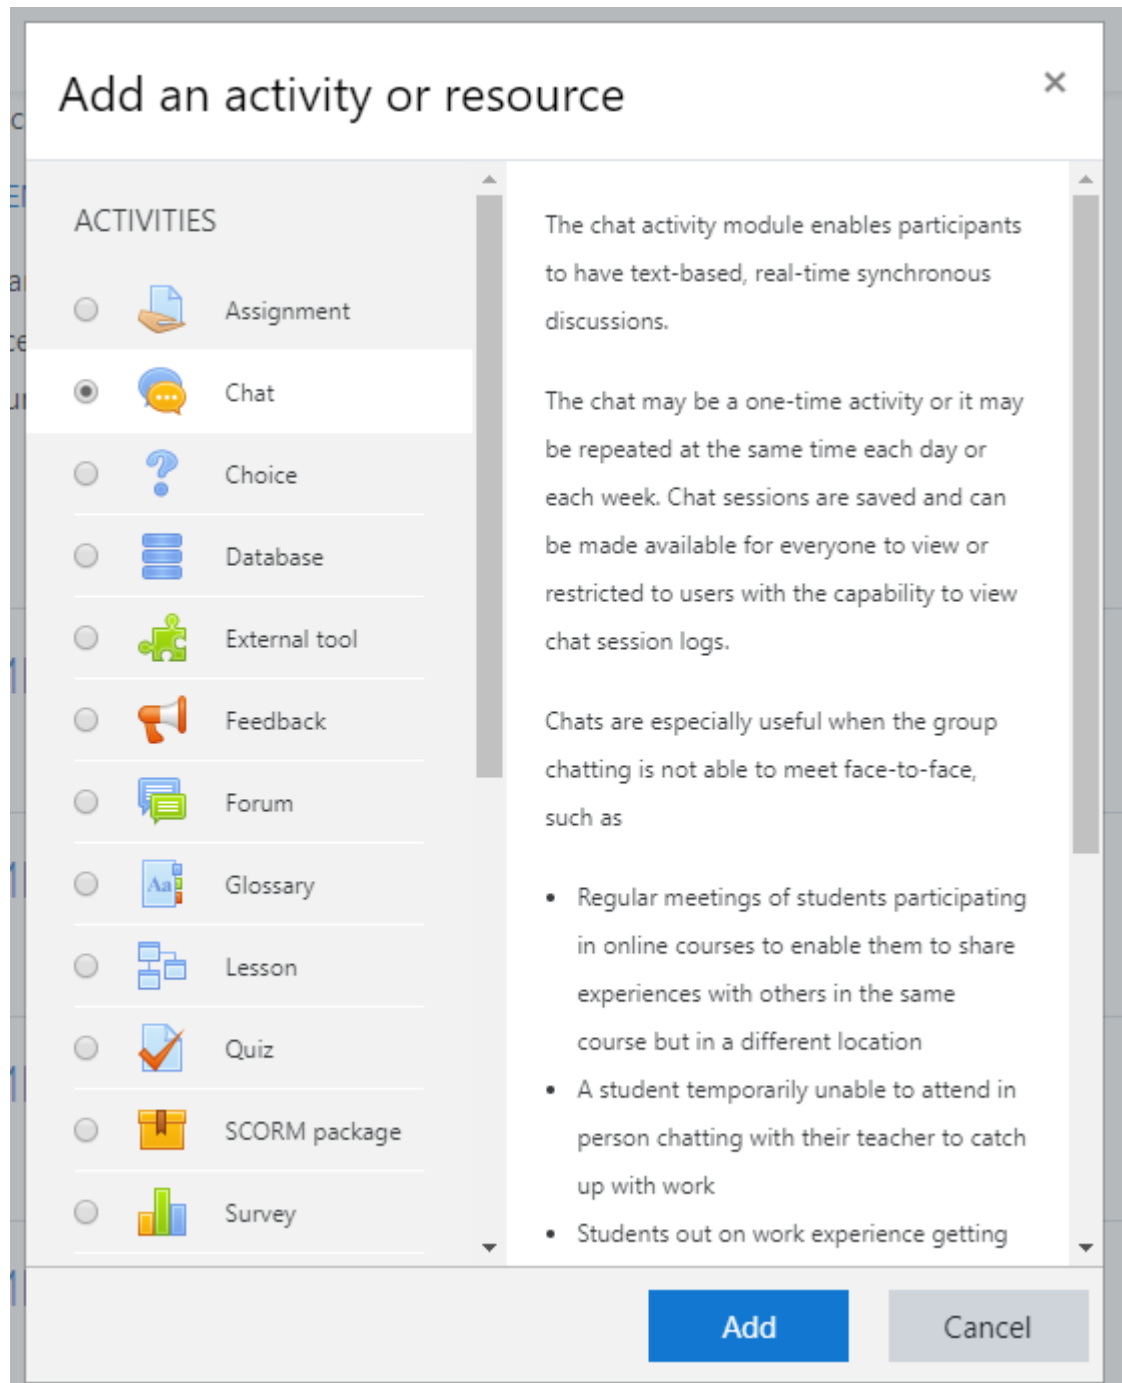 Add an activity or resource
×
ACTIVITIES
Assignment
Chat
Choice
Database
External tool
Feedback
Forum
Aa
Glossary
Lesson
Quiz
SCORM package
Survey
The chat activity module enables participants
to have text-based, real-time synchronous
discussions.
The chat may be a one-time activity or it may
be repeated at the same time each day or
each week. Chat sessions are saved and can
be made available for everyone to view or
restricted to users with the capability to view
chat session logs.
Chats are especially useful when the group
chatting is not able to meet face-to-face,
such as
• Regular meetings of students participating
in online courses to enable them to share
experiences with others in the same
course but in a different location
• A student temporarily unable to attend in
person chatting with their teacher to catch
up with work
• Students out on work experience getting
Add
Cancel